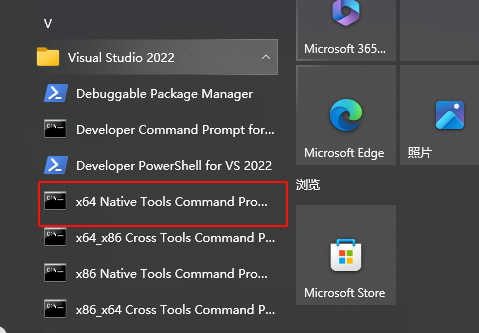 V
Visual Studio 2022
Debuggable Package Manager
Developer Command Prompt for...
Developer PowerShell for VS 2022
x64 Native Tools Command Pro...
x64_x86 Cross Tools Command P...
x86 Native Tools Command Pro...
x86_x64 Cross Tools Command P...
Microsoft 365...
Microsoft Edge
照片
浏览
Microsoft Store